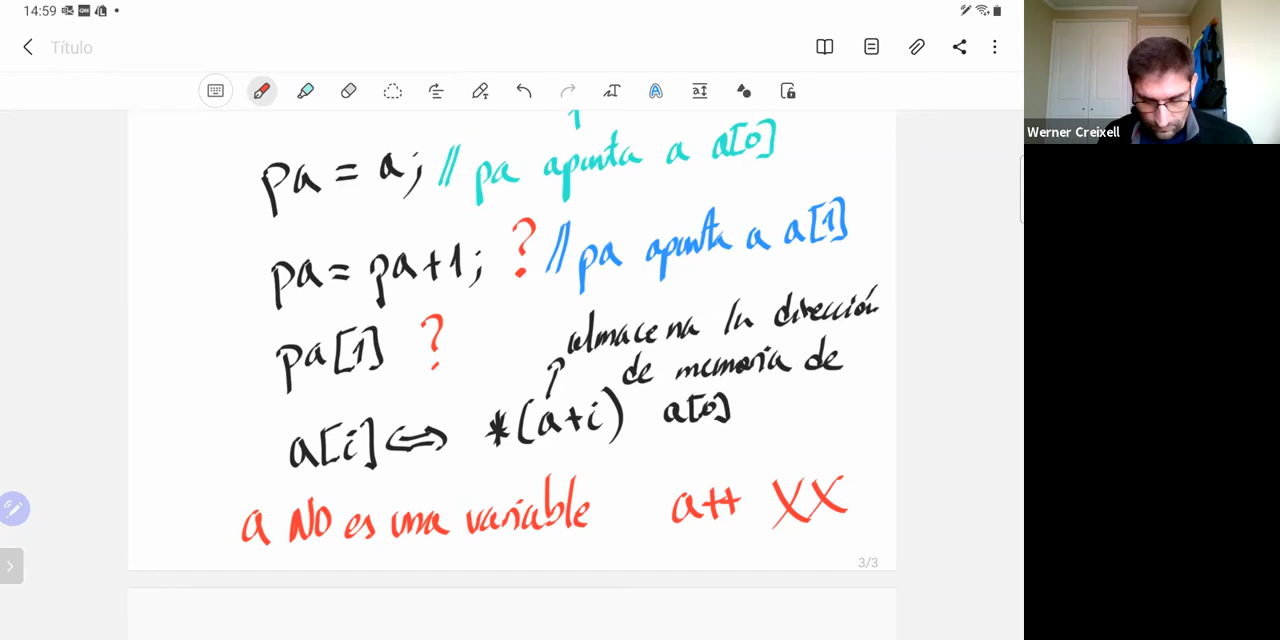 14:59
Título
pa = a; // pa apunta a a[0]
pa = pa+1; ? // pa apunta a a[1]
pa[1] ?
almacena la dirección
de memoria de
a[i] ⇔ *(a+i) a[0]
a NO es una variable a++ XX
3/3
Werner Creixell